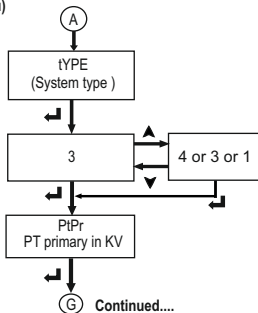 A
tYPE
(System type )
3
4 or 3 or 1
PtPr
PT primary in KV
G Continued....